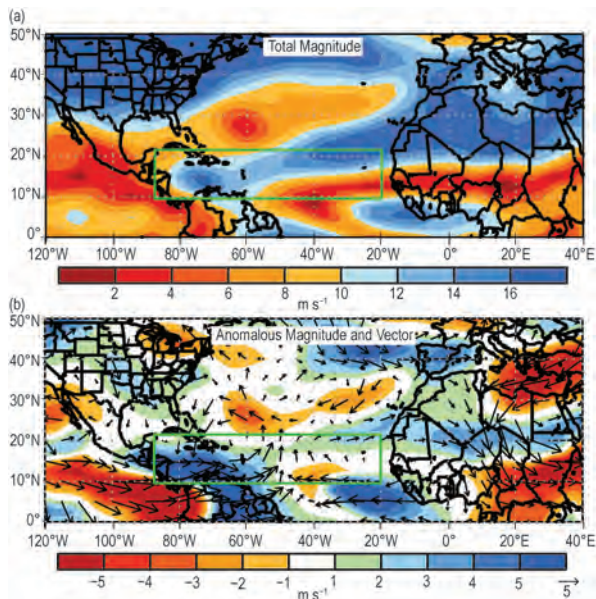 (a)
Total Magnitude
50°N
40°N
30°N
20°N
10°N
0°
120°W 100°W 80°W 60°W 40°W 20°W 0° 20°E 40°E
2 4 6 8 10 12 14 16
m s⁻¹
(b)
Anomalous Magnitude and Vector
50°N
40°N
30°N
20°N
10°N
0°
120°W 100°W 80°W 60°W 40°W 20°W 0° 20°E 40°E
−5 −4 −3 −2 −1 1 2 3 4 5 5
m s⁻¹